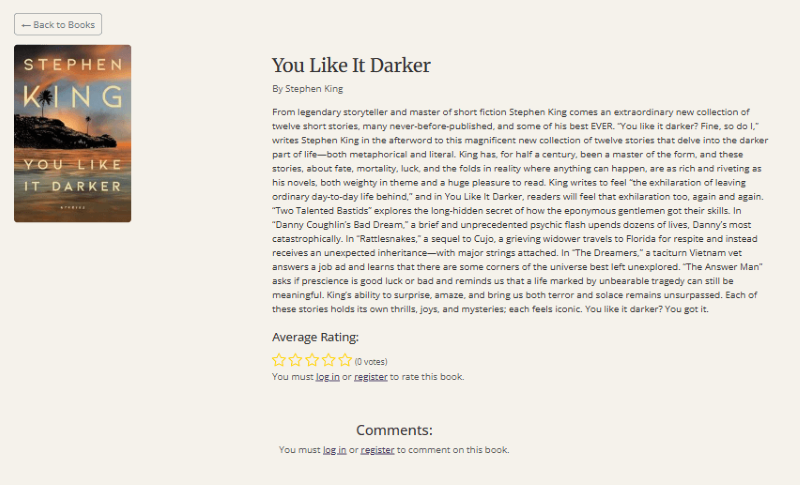 ← Back to Books
STEPHEN
KING
YOU LIKE
IT DARKER
STORIES
You Like It Darker
By Stephen King
From legendary storyteller and master of short fiction Stephen King comes an extraordinary new collection of
twelve short stories, many never-before-published, and some of his best EVER. “You like it darker? Fine, so do I,”
writes Stephen King in the afterword to this magnificent new collection of twelve stories that delve into the darker
part of life—both metaphorical and literal. King has, for half a century, been a master of the form, and these
stories, about fate, mortality, luck, and the folds in reality where anything can happen, are as rich and riveting as
his novels, both weighty in theme and a huge pleasure to read. King writes to feel “the exhilaration of leaving
ordinary day-to-day life behind,” and in You Like It Darker, readers will feel that exhilaration too, again and again.
“Two Talented Bastids” explores the long-hidden secret of how the eponymous gentlemen got their skills. In
“Danny Coughlin’s Bad Dream,” a brief and unprecedented psychic flash upends dozens of lives, Danny’s most
catastrophically. In “Rattlesnakes,” a sequel to Cujo, a grieving widower travels to Florida for respite and instead
receives an unexpected inheritance—with major strings attached. In “The Dreamers,” a taciturn Vietnam vet
answers a job ad and learns that there are some corners of the universe best left unexplored. “The Answer Man”
asks if prescience is good luck or bad and reminds us that a life marked by unbearable tragedy can still be
meaningful. King’s ability to surprise, amaze, and bring us both terror and solace remains unsurpassed. Each of
these stories holds its own thrills, joys, and mysteries; each feels iconic. You like it darker? You got it.
Average Rating:
(0 votes)
You must log in or register to rate this book.
Comments:
You must log in or register to comment on this book.